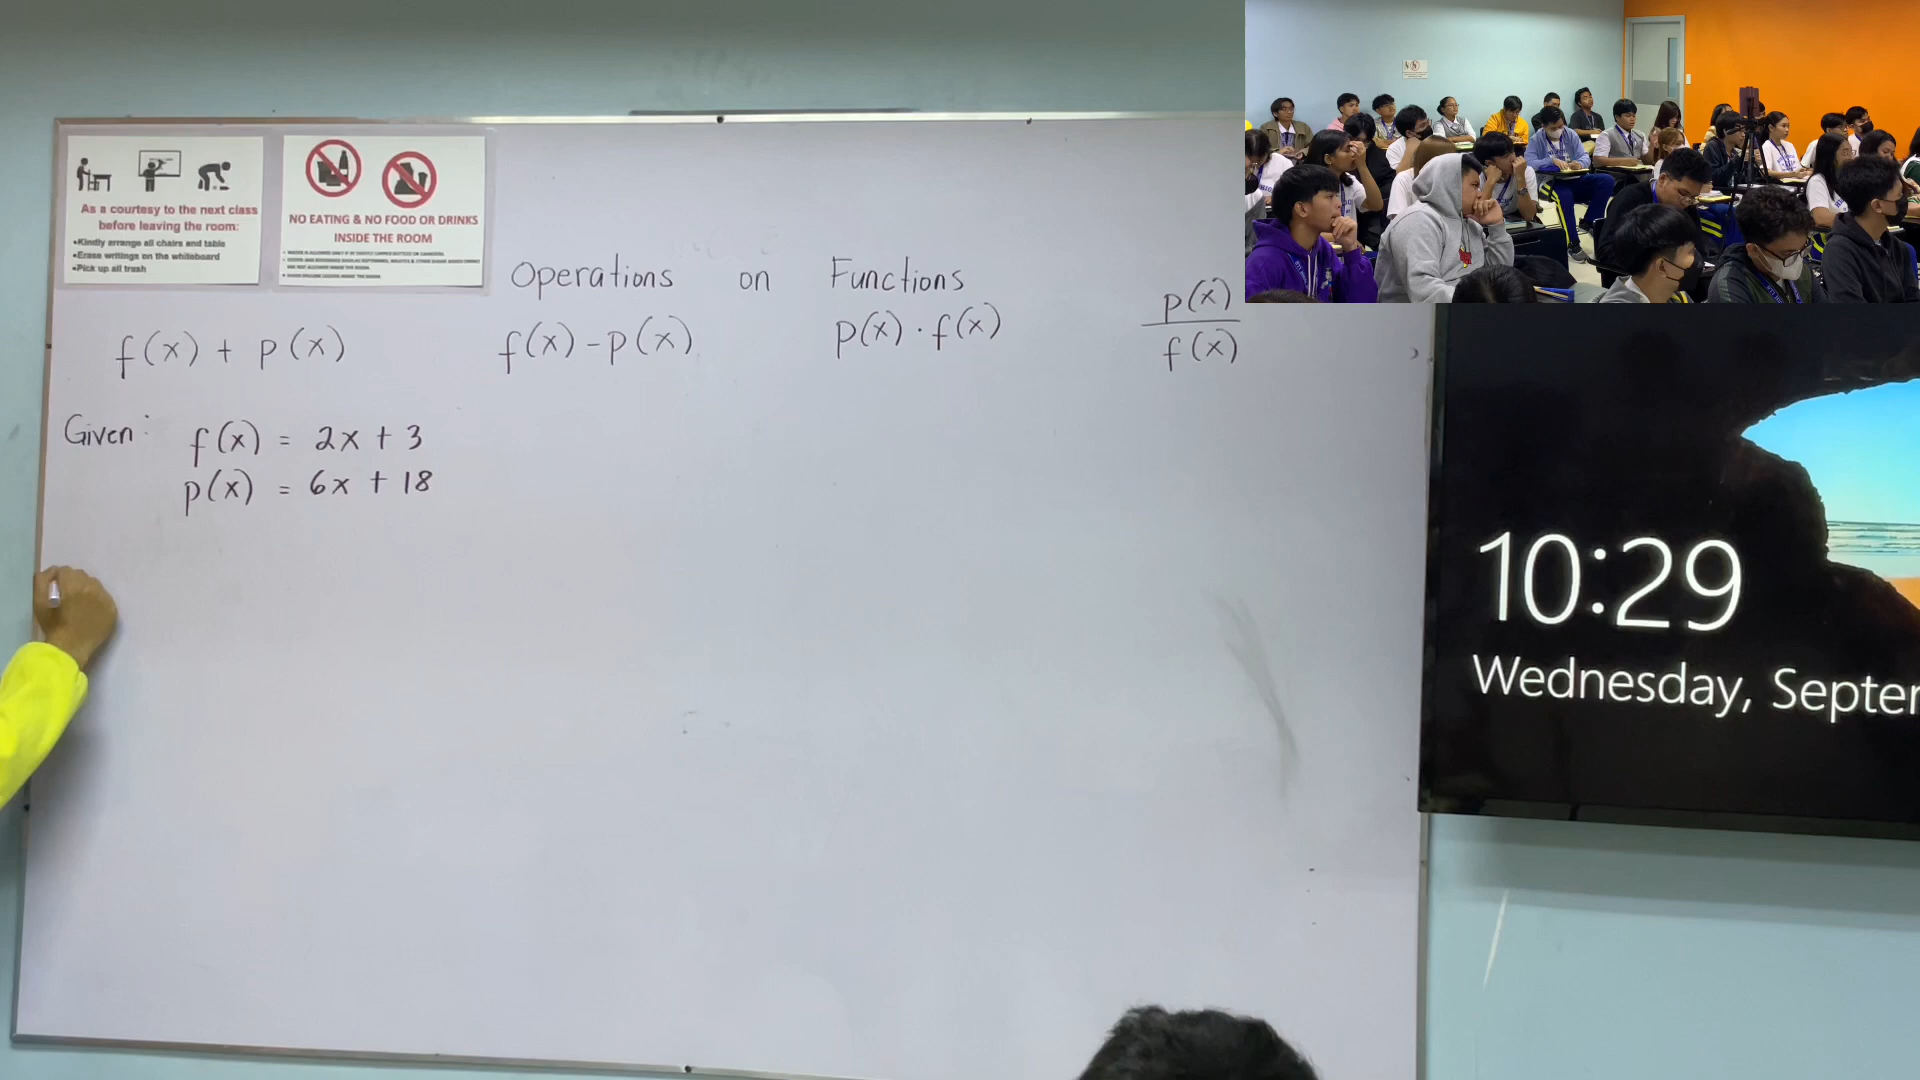 As a courtesy to the next class
before leaving the room:
•Kindly arrange all chairs and table
•Erase writings on the whiteboard
•Pick up all trash
NO EATING & NO FOOD OR DRINKS
INSIDE THE ROOM
Operations on Functions
f(x) + p(x)
f(x) - p(x)
p(x) · f(x)
p(x)
f(x)
Given: f(x) = 2x + 3
p(x) = 6x + 18
10:29
Wednesday, Septer